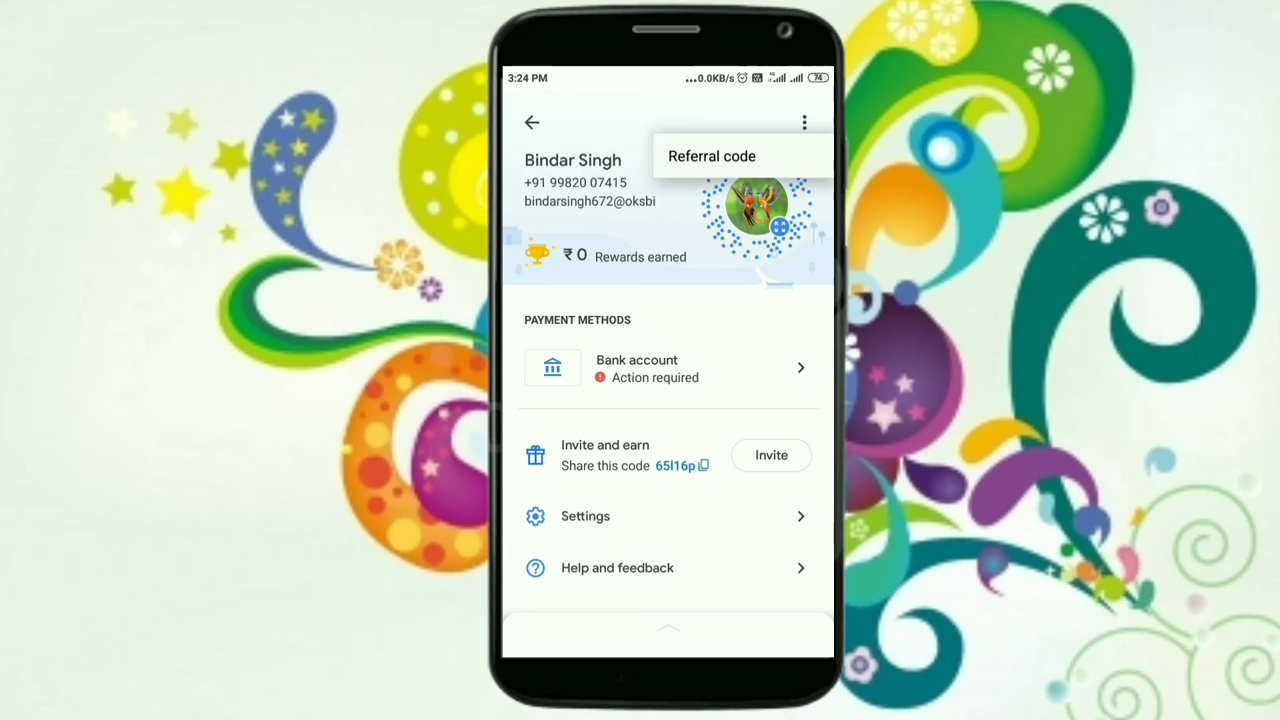 3:24 PM
...0.0KB/s
74
Referral code
Bindar Singh
+91 99820 07415
bindarsingh672@oksbi
₹ 0 Rewards earned
PAYMENT METHODS
Bank account
Action required
Invite and earn
Share this code 65l16p
Invite
Settings
Help and feedback